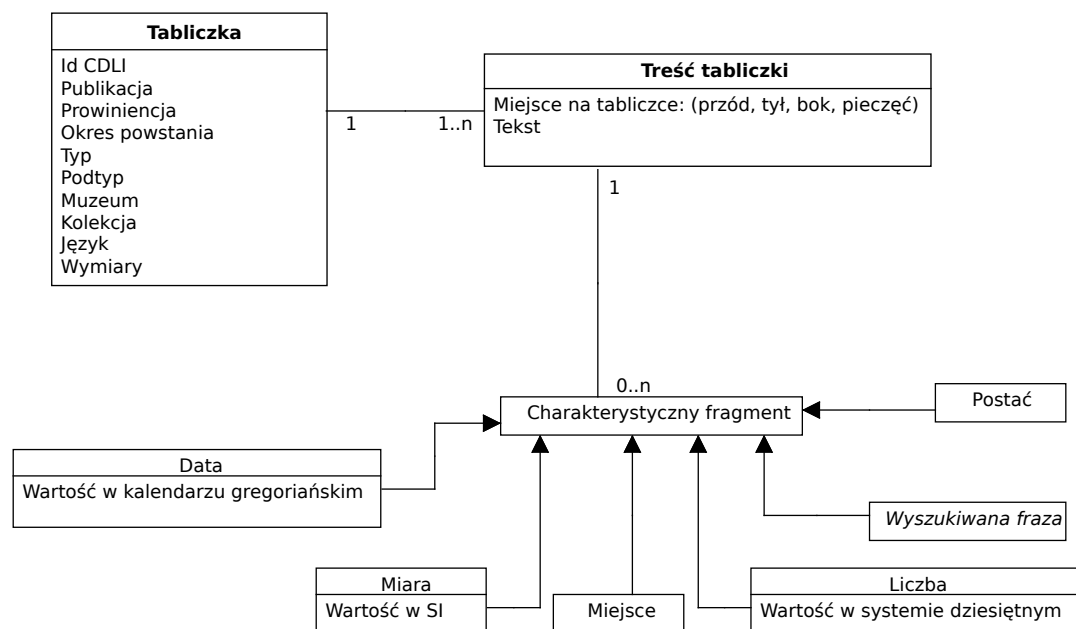 Tabliczka
Id CDLI
Publikacja
Prowiniencja
Okres powstania
Typ
Podtyp
Muzeum
Kolekcja
Język
Wymiary
Treść tabliczki
Miejsce na tabliczce: (przód, tył, bok, pieczęć)
Tekst
1
1..n
1
0..n
Charakterystyczny fragment
Postać
Data
Wartość w kalendarzu gregoriańskim
Wyszukiwana fraza
Miara
Wartość w SI
Miejsce
Liczba
Wartość w systemie dziesiętnym